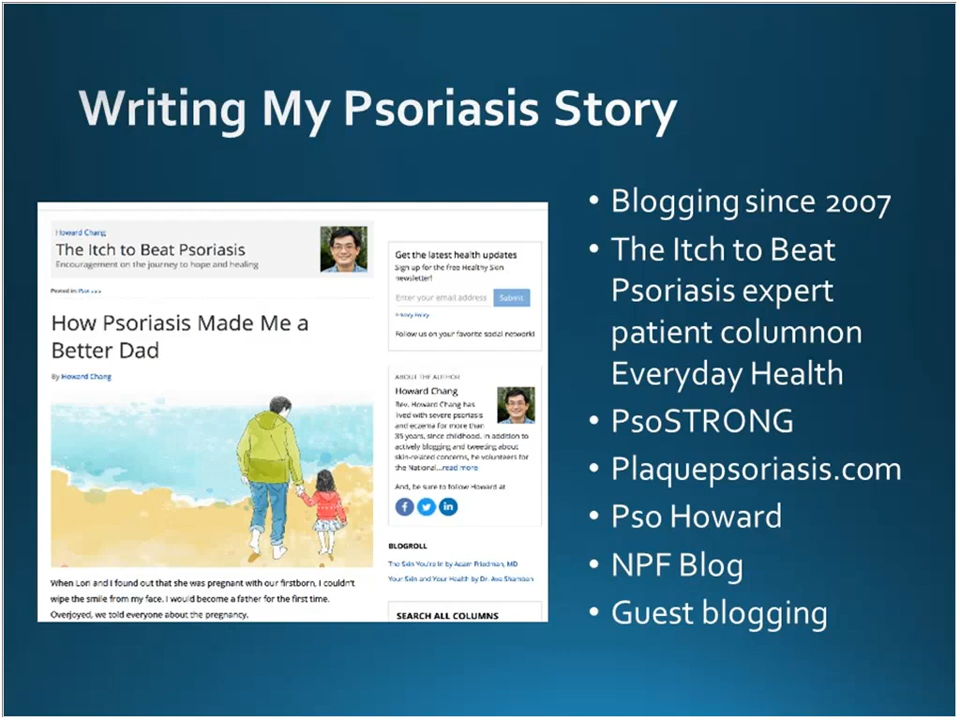 Writing My Psoriasis Story
Howard Chang
The Itch to Beat Psoriasis
Encouragement on the journey to hope and healing
Posted in:
How Psoriasis Made Me a
Better Dad
By Howard Chang
When Lori and I found out that she was pregnant with our firstborn, I couldn't
wipe the smile from my face. I would become a father for the first time.
Overjoyed, we told everyone about the pregnancy.
Get the latest health updates
Sign up for the free Healthy Skin
newsletter!
Enter your email address
Submit
Privacy Policy
Follow us on your favorite social network!
ABOUT THE AUTHOR
Howard Chang
Rev. Howard Chang has
lived with severe psoriasis
and eczema for more than
35 years, since childhood. In addition to
actively blogging and tweeting about
skin-related concerns, he volunteers for
the National...read more
And, be sure to follow Howard at
BLOGROLL
The Skin You're In by Adam Friedman, MD
Your Skin and Your Health by Dr. Ava Shamban
SEARCH ALL COLUMNS
• Blogging since 2007
• The Itch to Beat
Psoriasis expert
patient columnon
Everyday Health
• PsoSTRONG
• Plaquepsoriasis.com
• Pso Howard
• NPF Blog
• Guest blogging